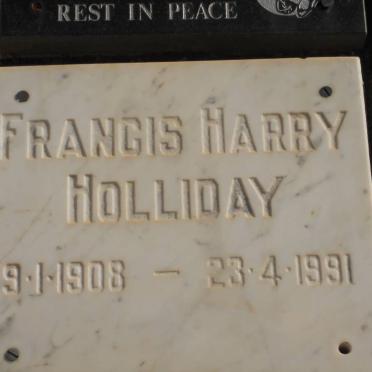 REST IN PEACE
FRANCIS HARRY
HOLLIDAY
9·1·1908 — 23·4·1991